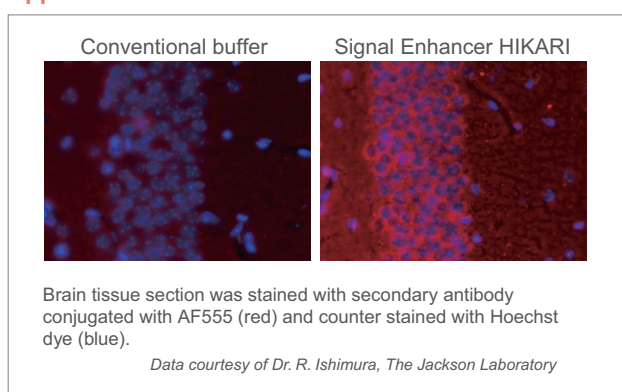 Conventional buffer
Signal Enhancer HIKARI
Brain tissue section was stained with secondary antibody
conjugated with AF555 (red) and counter stained with Hoechst
dye (blue).
Data courtesy of Dr. R. Ishimura, The Jackson Laboratory